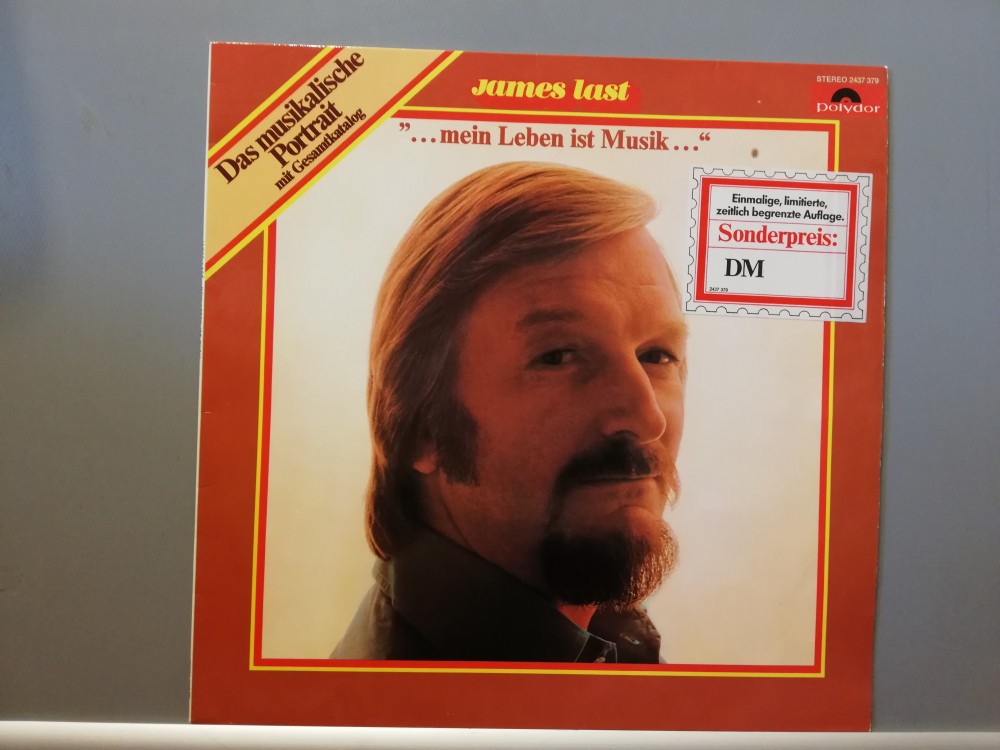 Das musikalische
Portrait
mit Gesamtkatalog
James last
STEREO 2437 379
polydor
"...mein Leben ist Musik..."
Einmalige, limitierte,
zeitlich begrenzte Auflage.
Sonderpreis:
DM
2437 379